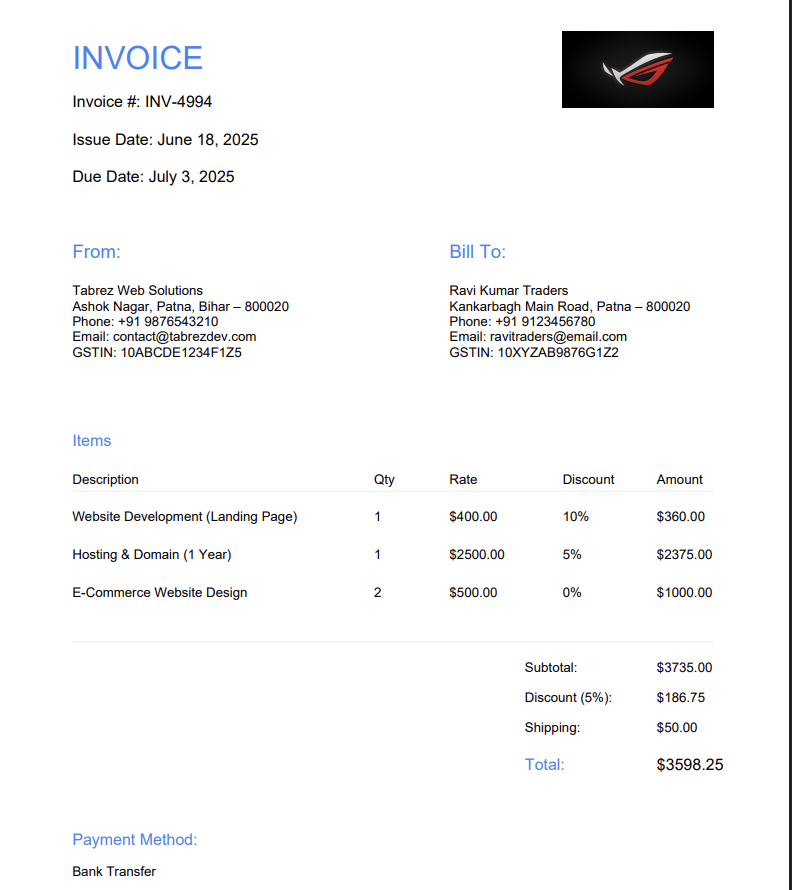 INVOICE
Invoice #: INV-4994
Issue Date: June 18, 2025
Due Date: July 3, 2025
From:
Tabrez Web Solutions
Ashok Nagar, Patna, Bihar – 800020
Phone: +91 9876543210
Email: contact@tabrezdev.com
GSTIN: 10ABCDE1234F1Z5
Bill To:
Ravi Kumar Traders
Kankarbagh Main Road, Patna – 800020
Phone: +91 9123456780
Email: ravitraders@email.com
GSTIN: 10XYZAB9876G1Z2
Items
Description Qty Rate Discount Amount
Website Development (Landing Page) 1 $400.00 10% $360.00
Hosting & Domain (1 Year) 1 $2500.00 5% $2375.00
E-Commerce Website Design 2 $500.00 0% $1000.00
Subtotal: $3735.00
Discount (5%): $186.75
Shipping: $50.00
Total: $3598.25
Payment Method:
Bank Transfer